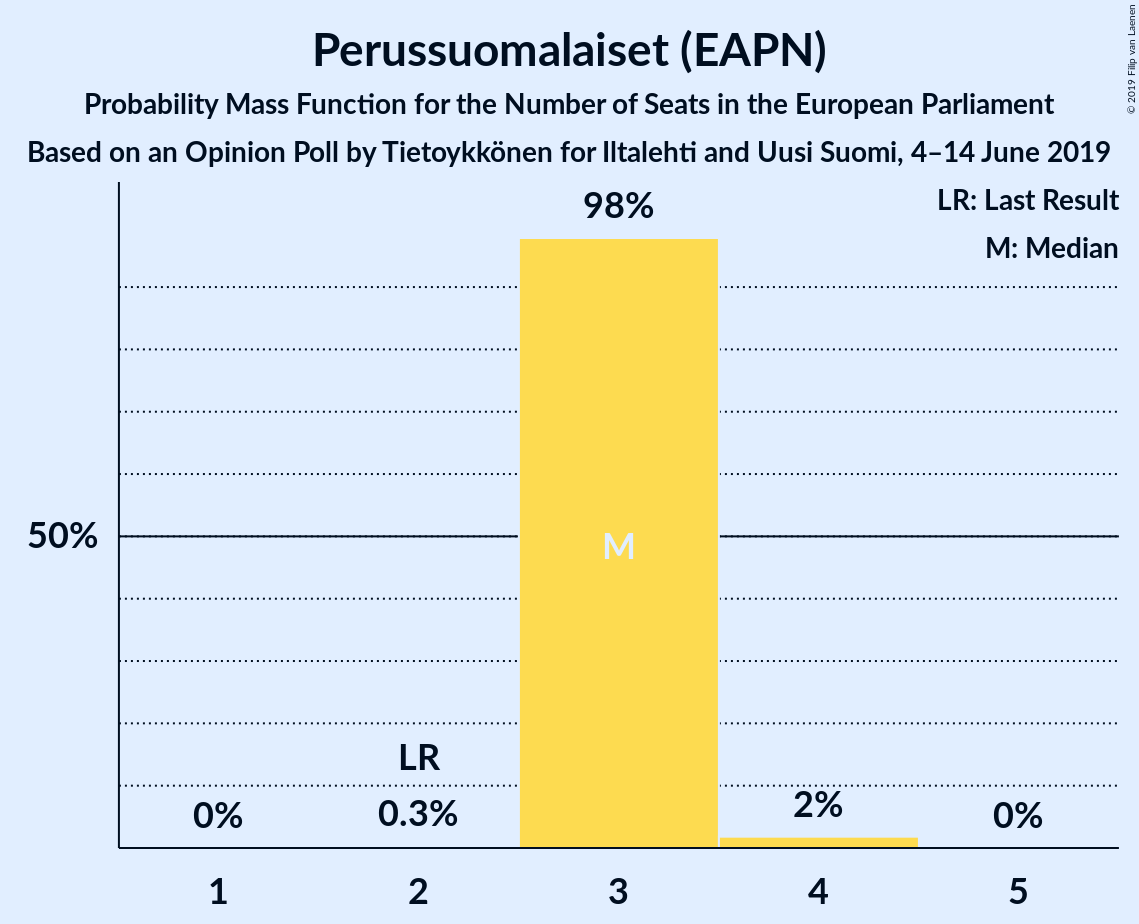 Perussuomalaiset (EAPN)
Probability Mass Function for the Number of Seats in the European Parliament
Based on an Opinion Poll by Tietoykkönen for Iltalehti and Uusi Suomi, 4–14 June 2019
© 2019 Filip van Laenen
LR: Last Result
M: Median
98%
50%
M
LR
0%
0.3%
2%
0%
1
2
3
4
5